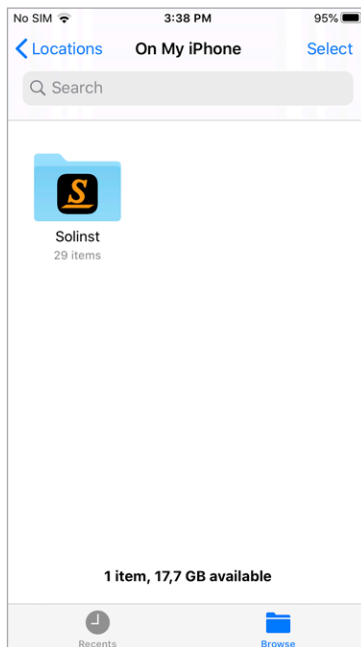 No SIM 3:38 PM 95%
Locations On My iPhone Select
Search
S
Solinst
29 items
1 item, 17,7 GB available
Recents Browse